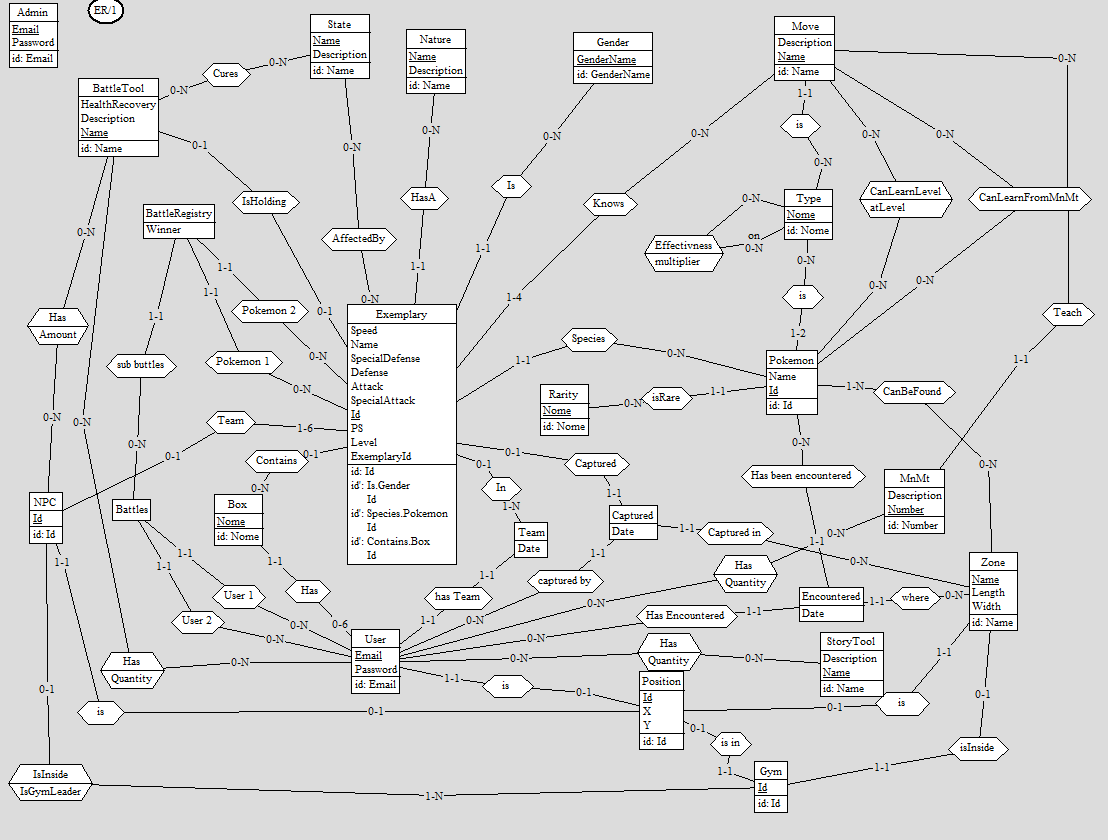 ER/1
Admin
Email
Password
id: Email
State
Name
Description
id: Name
Nature
Name
Description
id: Name
Gender
GenderName
id: GenderName
Move
Description
Name
id: Name
BattleTool
HealthRecovery
Description
Name
id: Name
Cures
0-N
0-N
0-N
0-N
0-N
0-N
0-1
0-N
0-N
0-N
0-N
1-1
is
0-N
IsHolding
HasA
Is
Knows
Type
Nome
id: Nome
CanLearnLevel
atLevel
CanLearnFromMnMt
BattleRegistry
Winner
AffectedBy
Effectivness
multiplier
0-N
on
0-N
0-N
1-1
1-1
1-1
1-1
1-1
0-N
0-1
1-4
is
1-2
0-N
0-N
Has
Amount
Pokemon 2
Pokemon 1
sub buttles
0-N
0-N
Exemplary
Speed
Name
SpecialDefense
Defense
Attack
SpecialAttack
Id
PS
Level
ExemplaryId
id: Id
id': Is.Gender
Id
id': Species.Pokemon
Id
id': Contains.Box
Id
Species
1-1
0-N
Teach
1-1
Pokemon
Name
Id
id: Id
Rarity
Nome
id: Nome
0-N
isRare
1-1
1-N
CanBeFound
0-N
0-N
Has been encountered
1-1
Team
1-6
0-1
Contains
0-1
0-N
0-N
0-N
0-N
0-1
In
1-N
0-1
Captured
1-1
NPC
Id
id: Id
Battles
Box
Nome
id: Nome
Team
Date
Captured
Date
1-1
Captured in
0-N
MnMt
Description
Number
id: Number
0-N
Zone
Name
Length
Width
id: Name
1-1
1-1
1-1
1-1
1-1
1-1
User 1
User 2
Has
0-6
0-N
0-N
has Team
1-1
captured by
0-N
Has
Quantity
0-N
Encountered
Date
1-1
where
0-N
Has Encountered
1-1
0-N
User
Email
Password
id: Email
Has
Quantity
0-N
Has
Quantity
0-N
0-N
StoryTool
Description
Name
id: Name
1-1
is
0-1
Position
Id
X
Y
id: Id
is
0-1
0-1
is
1-1
0-1
0-1
0-1
is in
1-1
Gym
Id
id: Id
isInside
1-1
IsInside
IsGymLeader
1-N